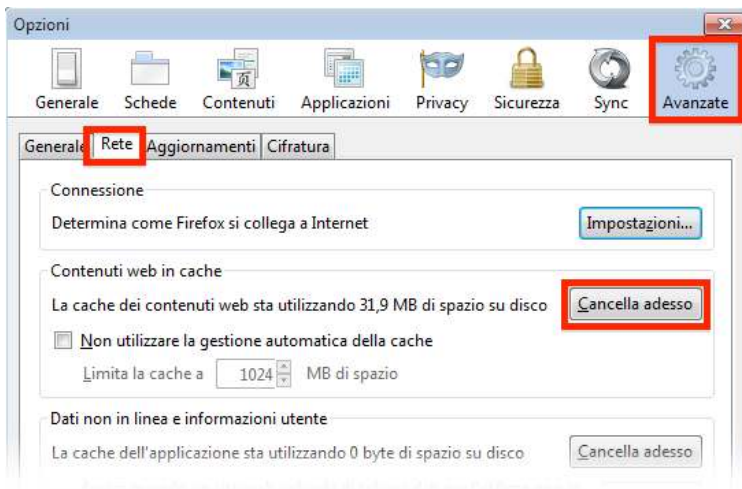 Opzioni
Generale Schede Contenuti Applicazioni Privacy Sicurezza Sync Avanzate
Generale Rete Aggiornamenti Cifratura
Connessione
Determina come Firefox si collega a Internet Impostazioni...
Contenuti web in cache
La cache dei contenuti web sta utilizzando 31,9 MB di spazio su disco Cancella adesso
Non utilizzare la gestione automatica della cache
Limita la cache a 1024 MB di spazio
Dati non in linea e informazioni utente
La cache dell'applicazione sta utilizzando 0 byte di spazio su disco Cancella adesso